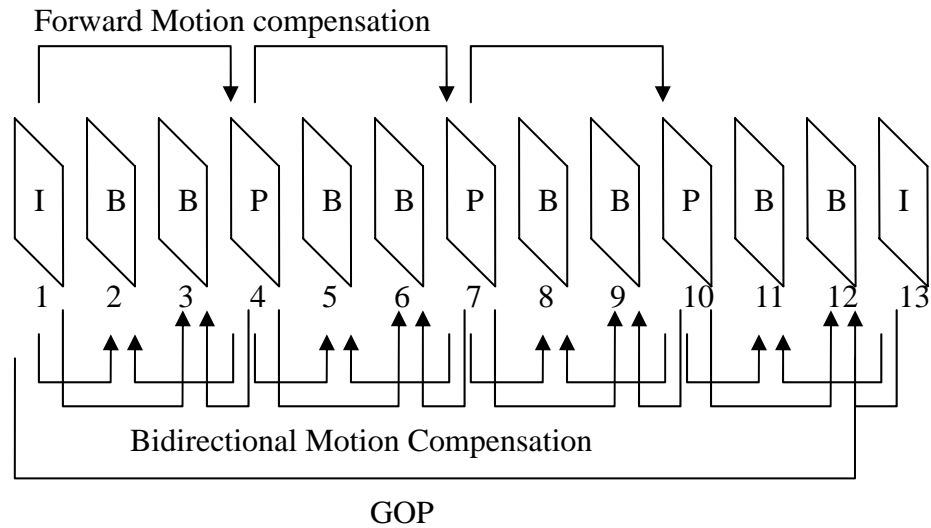 Forward Motion compensation
I B B P B B P B B P B B I
1 2 3 4 5 6 7 8 9 10 11 12 13
Bidirectional Motion Compensation
GOP